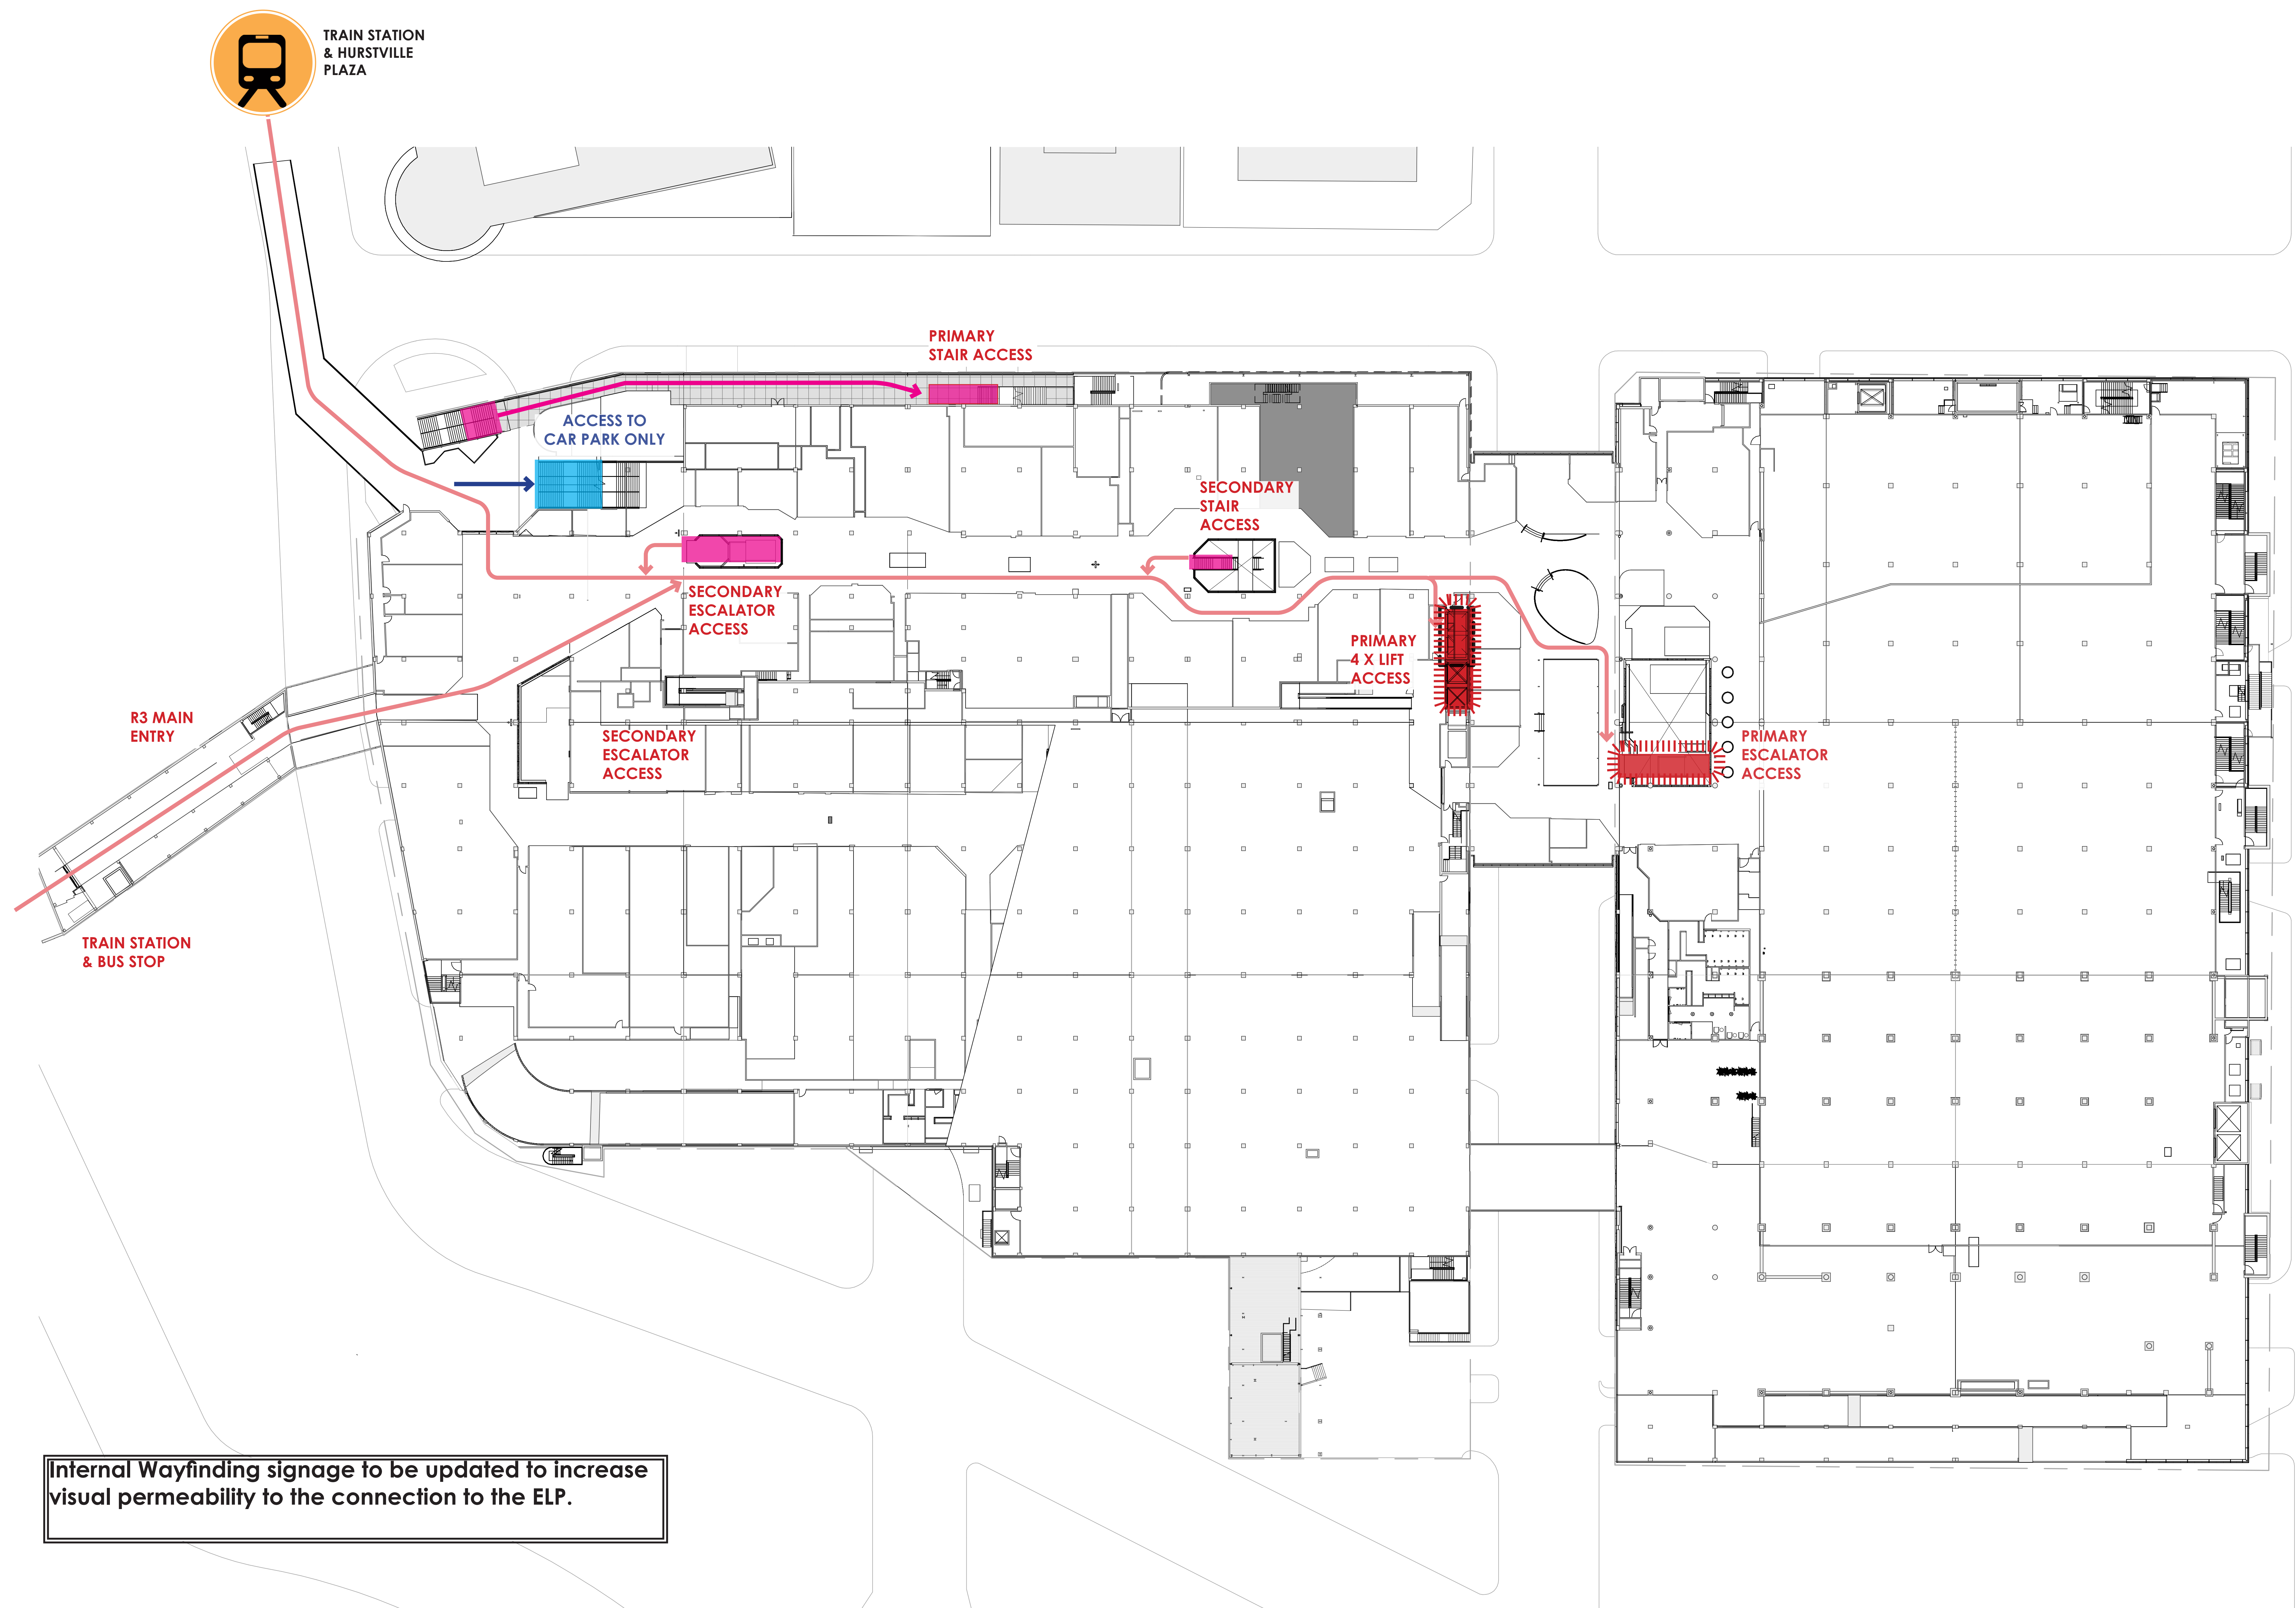 TRAIN STATION
& HURSTVILLE
PLAZA
PRIMARY
STAIR ACCESS
ACCESS TO
CAR PARK ONLY
SECONDARY
STAIR
ACCESS
SECONDARY
ESCALATOR
ACCESS
PRIMARY
4 X LIFT
ACCESS
R3 MAIN
ENTRY
SECONDARY
ESCALATOR
ACCESS
PRIMARY
ESCALATOR
ACCESS
TRAIN STATION
& BUS STOP
Internal Wayfinding signage to be updated to increase
visual permeability to the connection to the ELP.